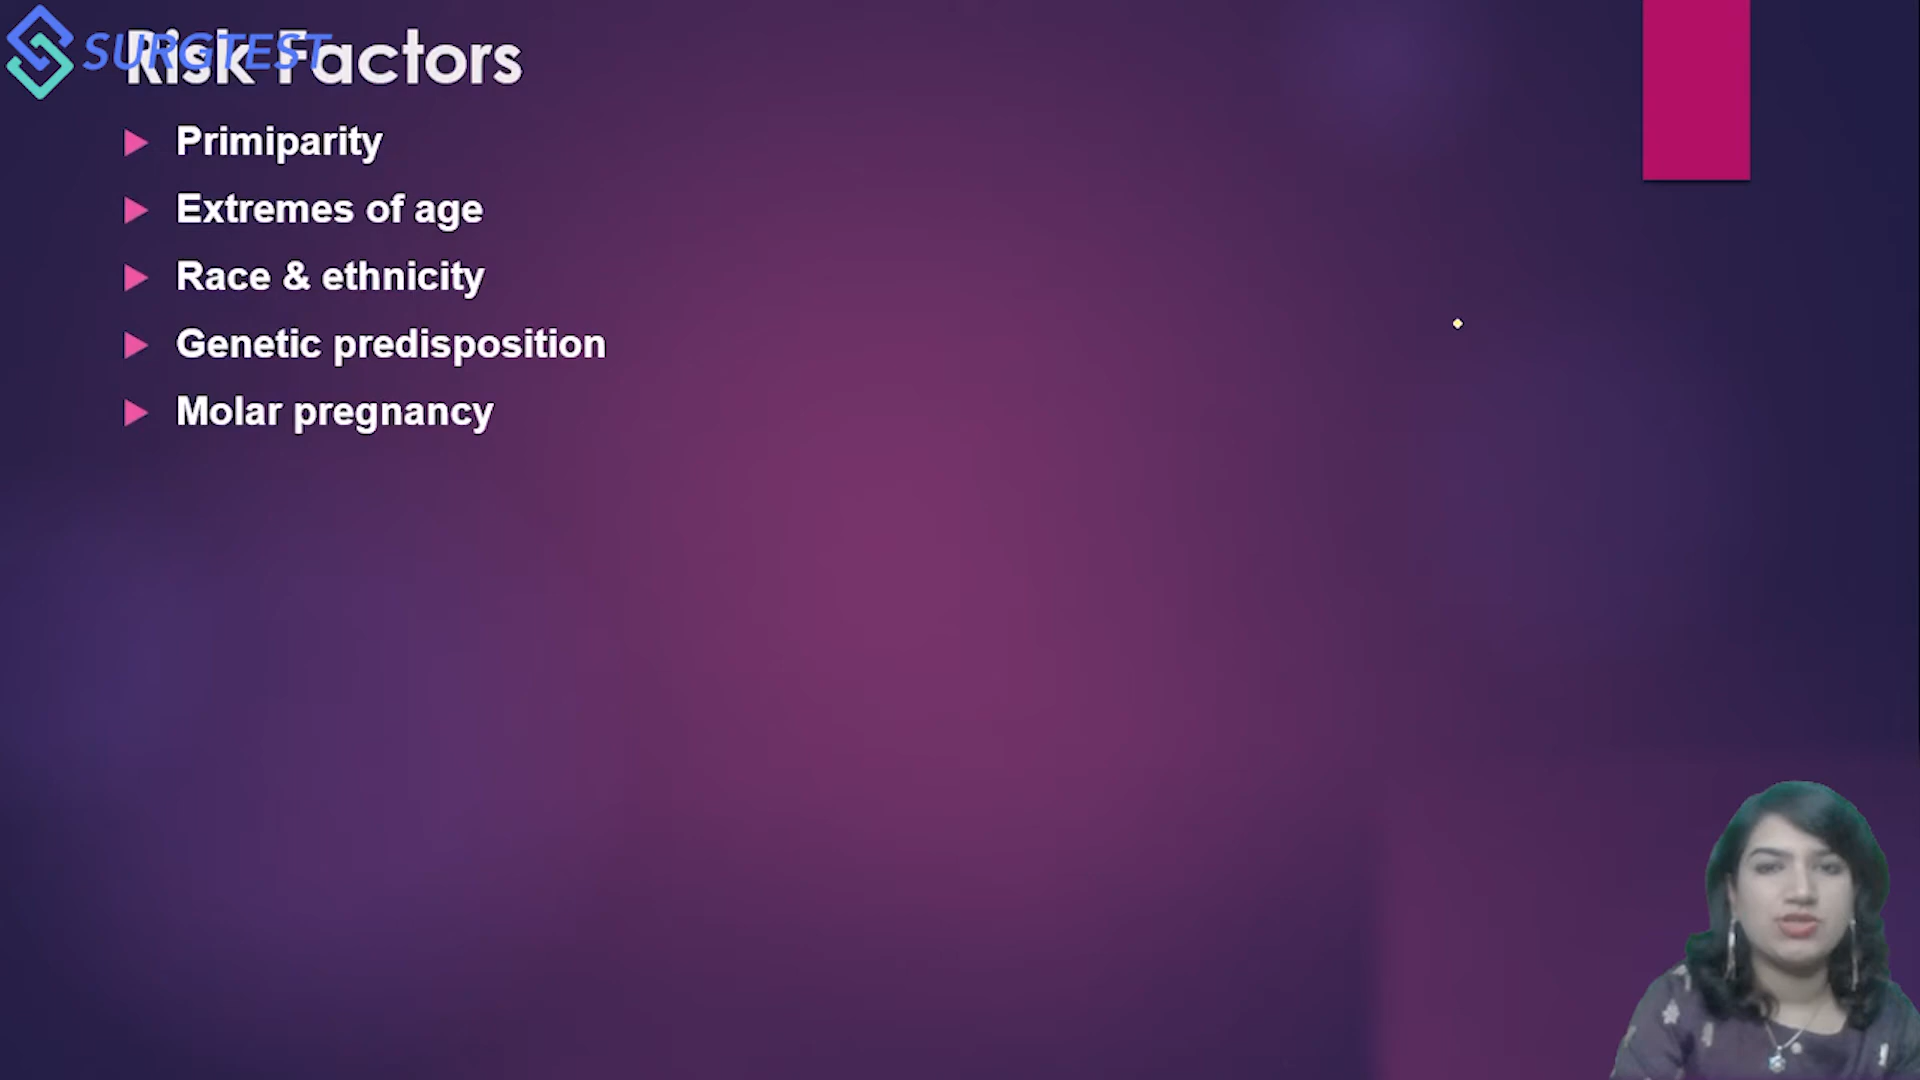 SURGTEST
Risk Factors
Primiparity
Extremes of age
Race & ethnicity
Genetic predisposition
Molar pregnancy